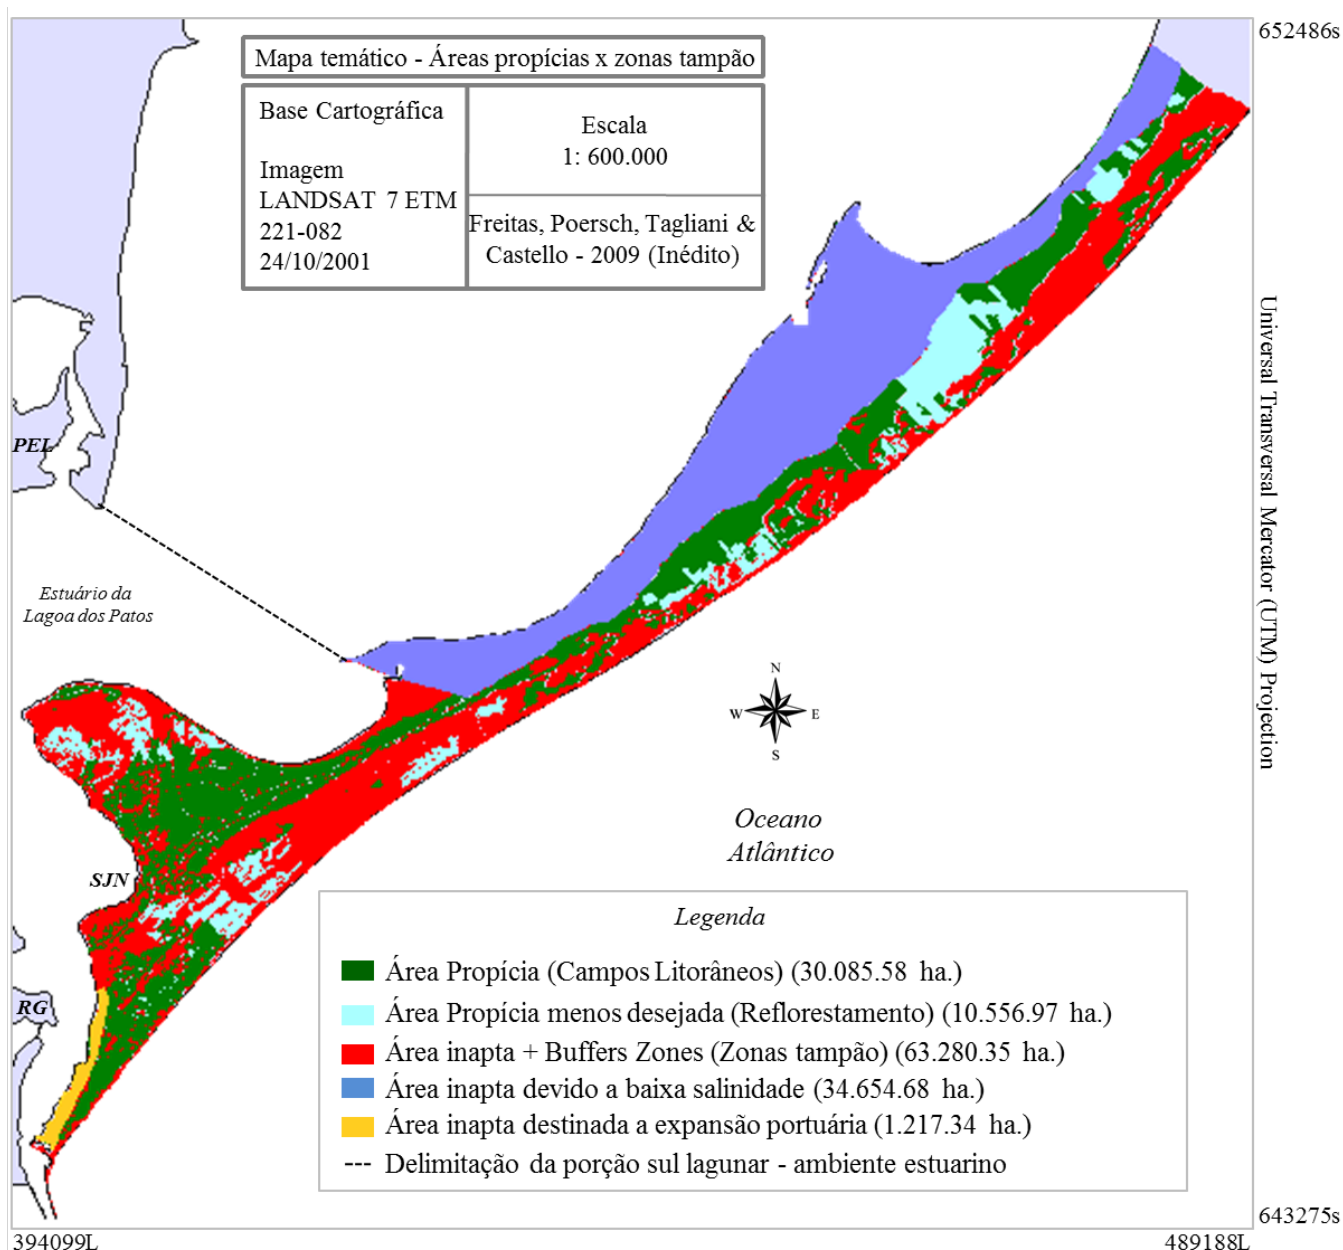 652486s
Mapa temático - Áreas propícias x zonas tampão
Base Cartográfica
Imagem
LANDSAT 7 ETM
221-082
24/10/2001
Escala
1: 600.000
Freitas, Poersch, Tagliani &
Castello - 2009 (Inédito)
Universal Transversal Mercator (UTM) Projection
PEL
Estuário da
Lagoa dos Patos
N
W
E
S
Oceano
Atlântico
SJN
RG
Legenda
Área Propícia (Campos Litorâneos) (30.085.58 ha.)
Área Propícia menos desejada (Reflorestamento) (10.556.97 ha.)
Área inapta + Buffers Zones (Zonas tampão) (63.280.35 ha.)
Área inapta devido a baixa salinidade (34.654.68 ha.)
Área inapta destinada a expansão portuária (1.217.34 ha.)
--- Delimitação da porção sul lagunar - ambiente estuarino
643275s
394099L
489188L